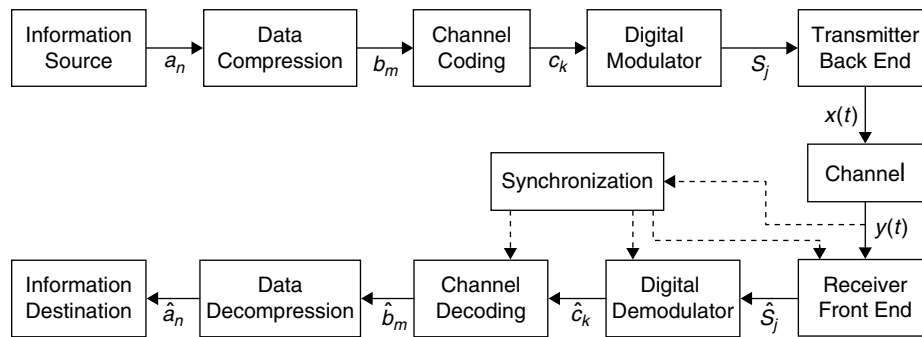 Information
Source
a_n
Data
Compression
b_m
Channel
Coding
c_k
Digital
Modulator
S_j
Transmitter
Back End
x(t)
Channel
Synchronization
y(t)
Information
Destination
â_n
Data
Decompression
b̂_m
Channel
Decoding
ĉ_k
Digital
Demodulator
Ŝ_j
Receiver
Front End